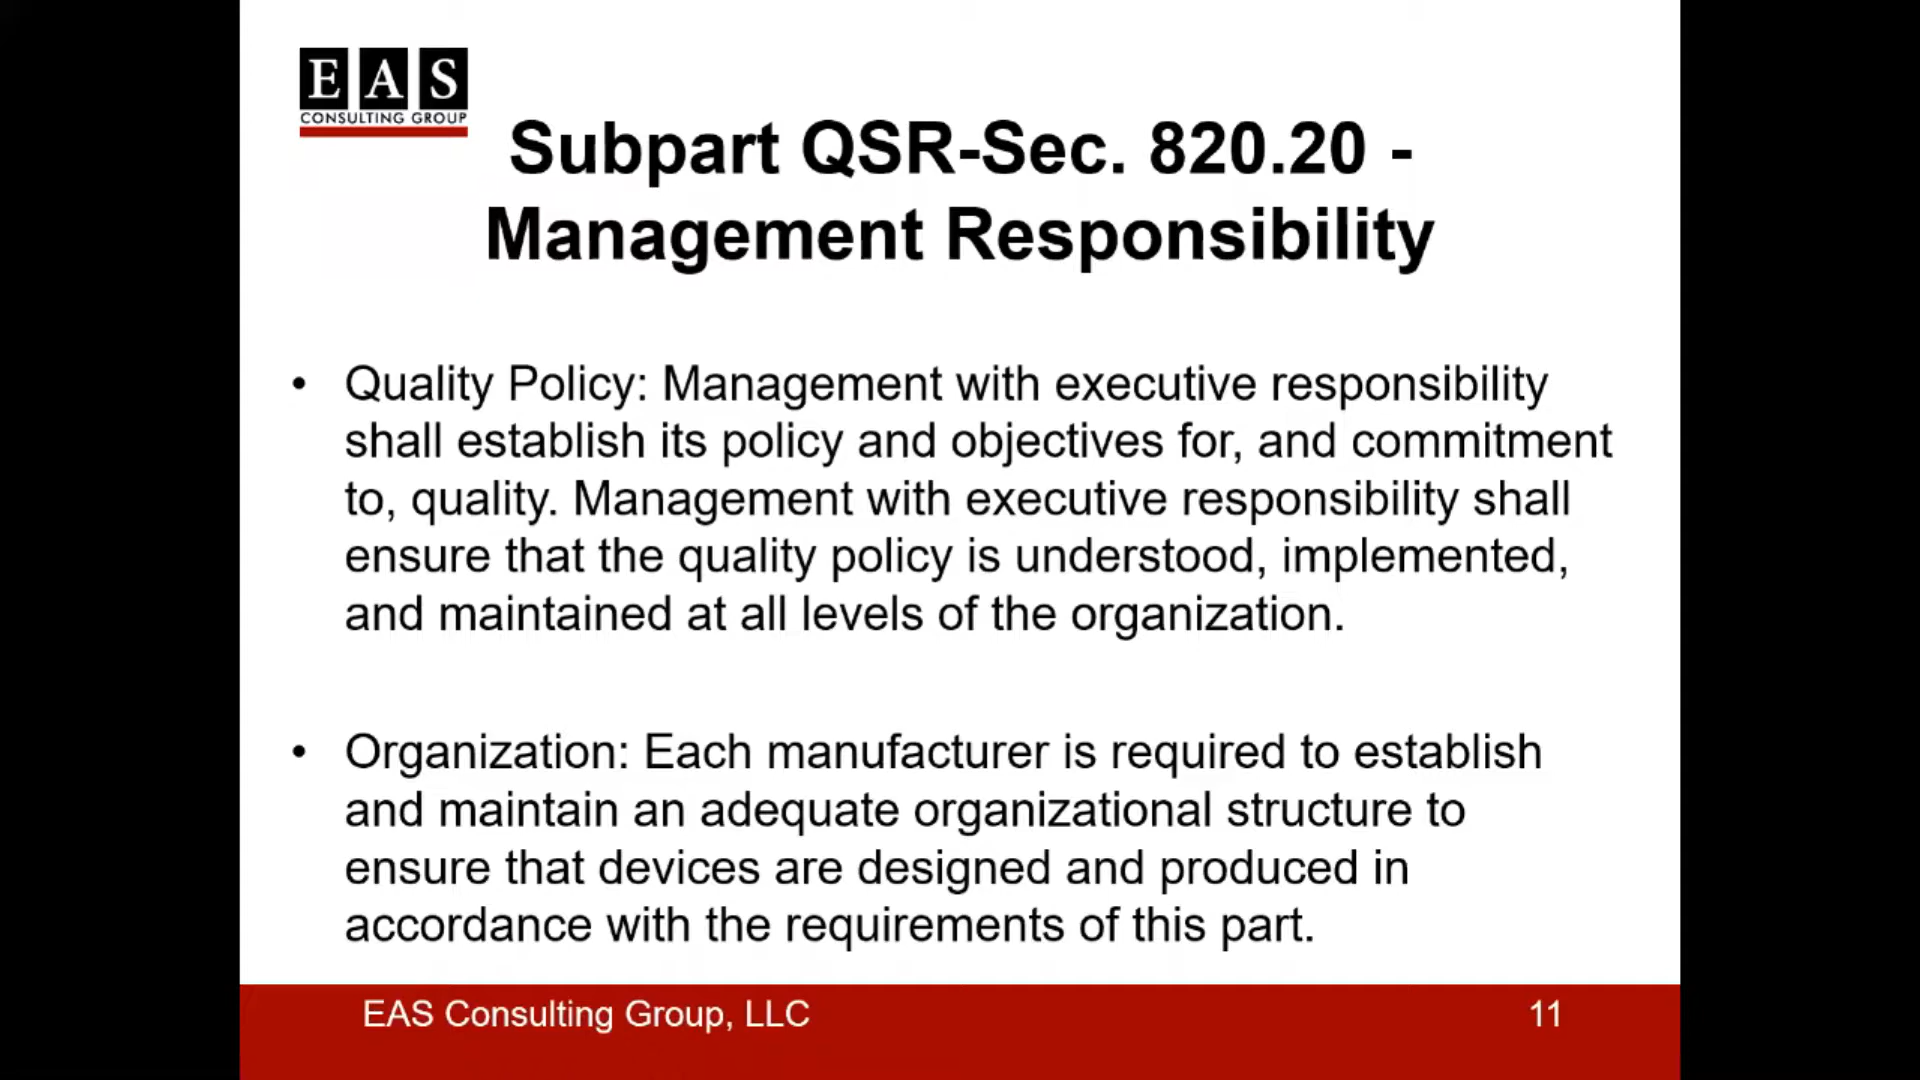 EAS
CONSULTING GROUP
Subpart QSR-Sec. 820.20 -
Management Responsibility
• Quality Policy: Management with executive responsibility
shall establish its policy and objectives for, and commitment
to, quality. Management with executive responsibility shall
ensure that the quality policy is understood, implemented,
and maintained at all levels of the organization.
• Organization: Each manufacturer is required to establish
and maintain an adequate organizational structure to
ensure that devices are designed and produced in
accordance with the requirements of this part.
EAS Consulting Group, LLC
11